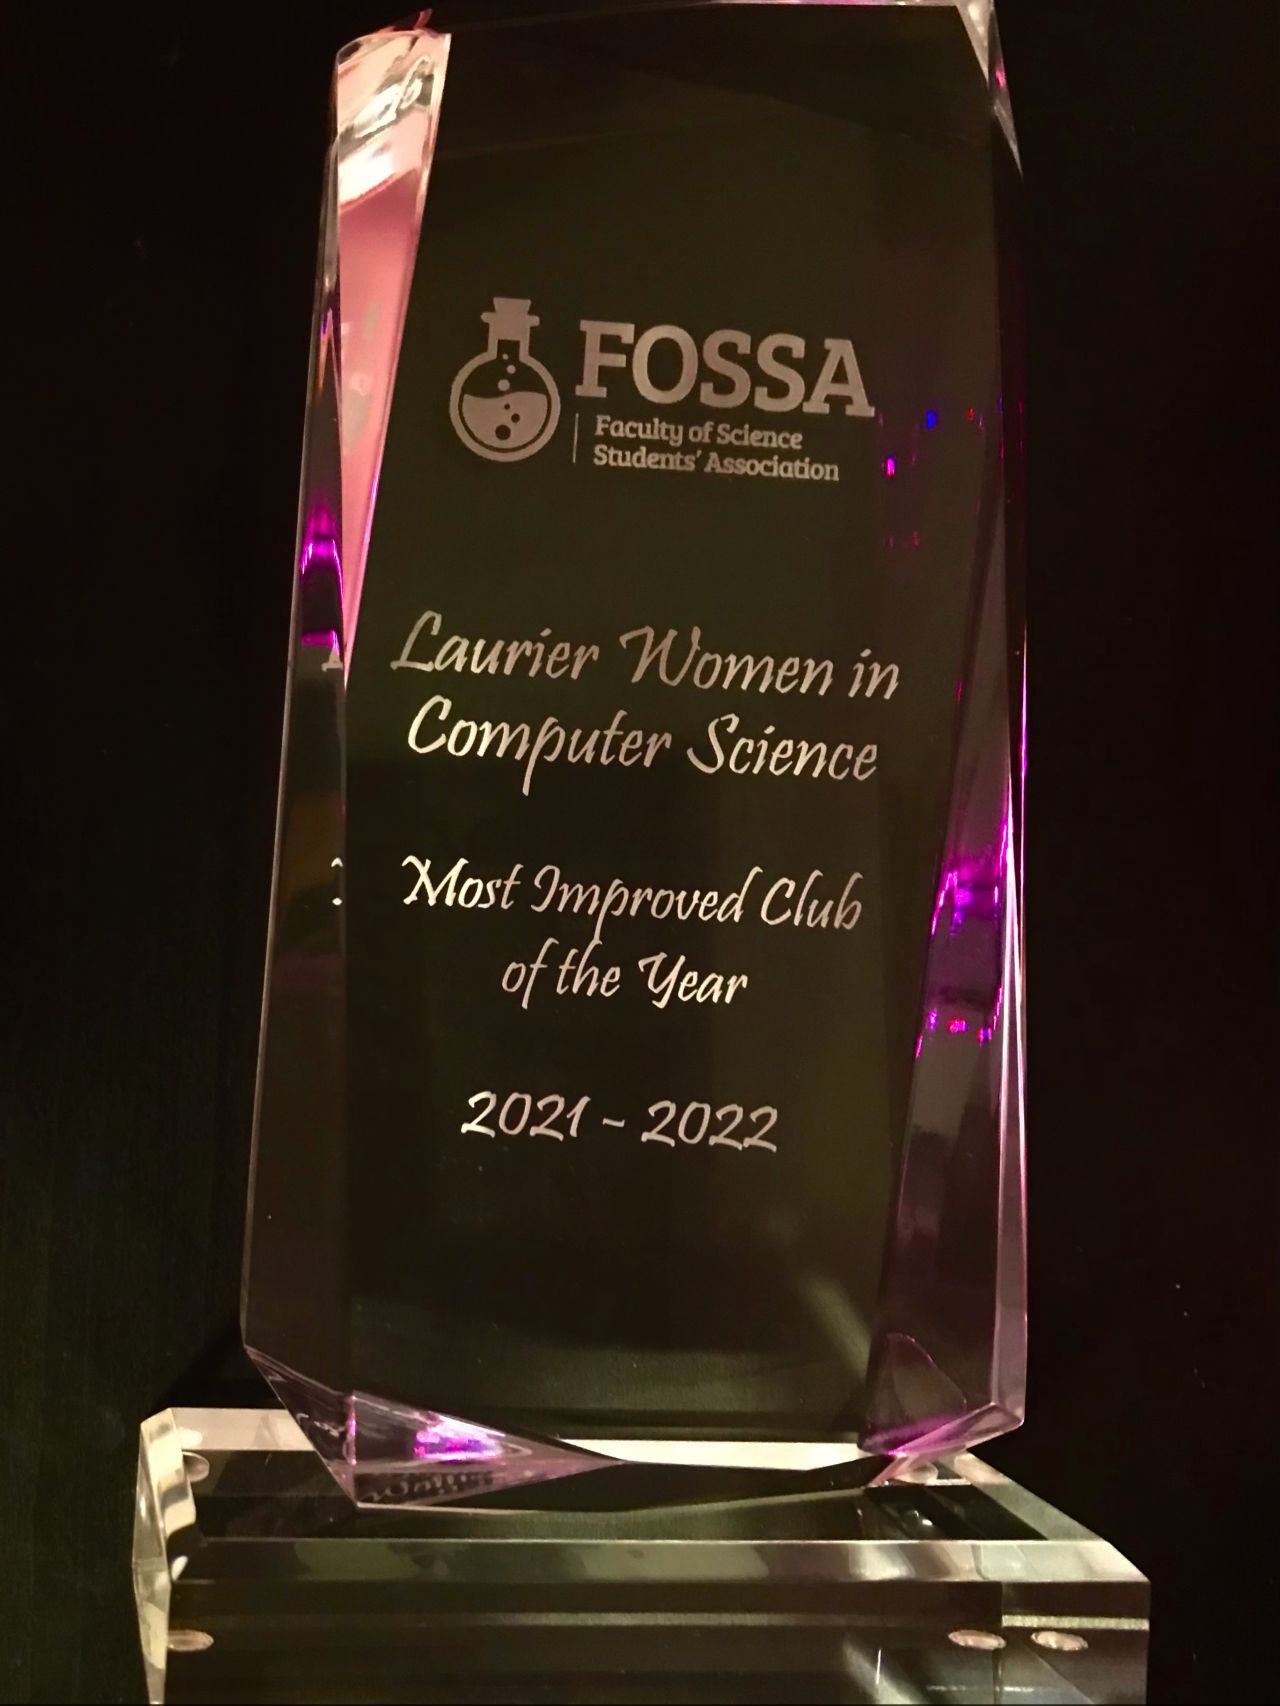 FOSSA
Faculty of Science
Students' Association
Laurier Women in
Computer Science
Most Improved Club
of the Year
2021 - 2022